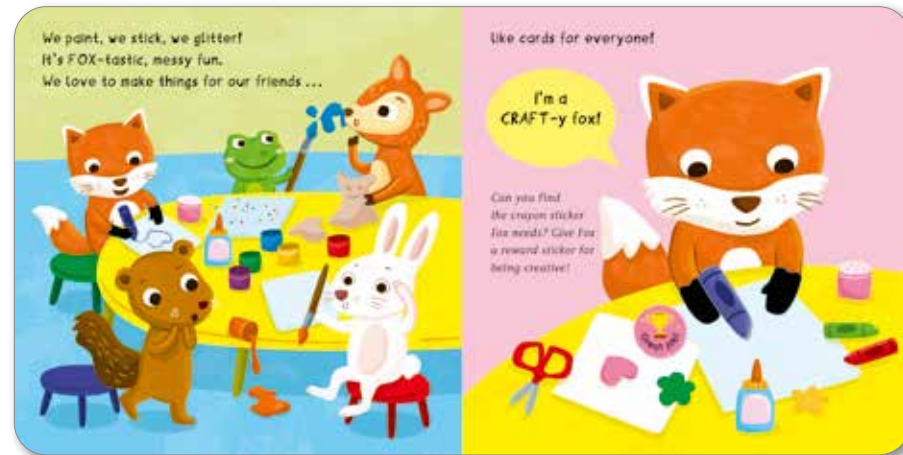 We paint, we stick, we glitter!
It's FOX-tastic, messy fun.
We love to make things for our friends ...
like cards for everyone!
I'm a
CRAFT-y fox!
Can you find
the crayon sticker
Fox needs? Give Fox
a reward sticker for
being creative!
Great job!